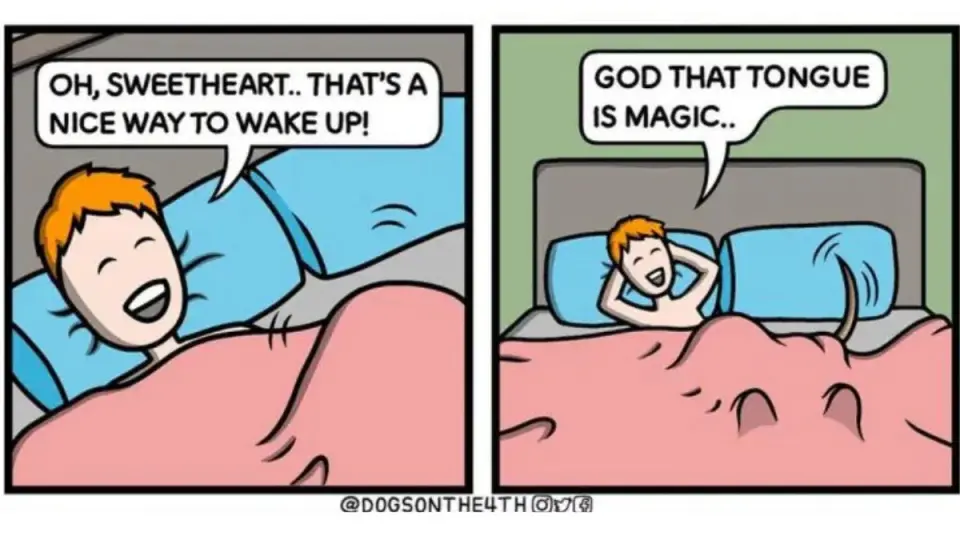 OH, SWEETHEART.. THAT'S A
NICE WAY TO WAKE UP!
GOD THAT TONGUE
IS MAGIC..
@DOGSONTHE4TH